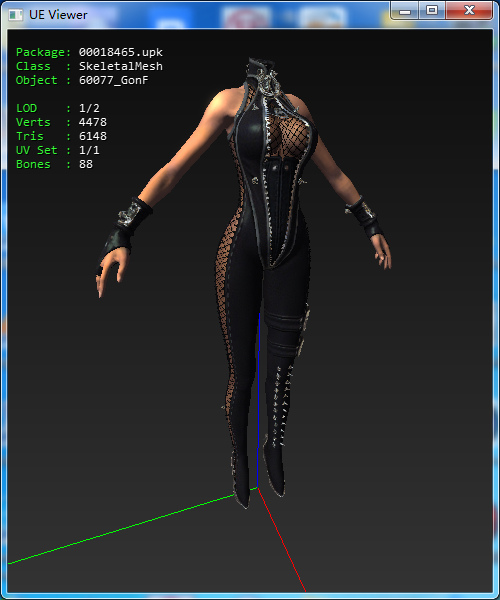 UE Viewer
Package: 00018465.upk
Class : SkeletalMesh
Object : 60077_GonF
LOD : 1/2
Verts : 4478
Tris : 6148
UV Set : 1/1
Bones : 88